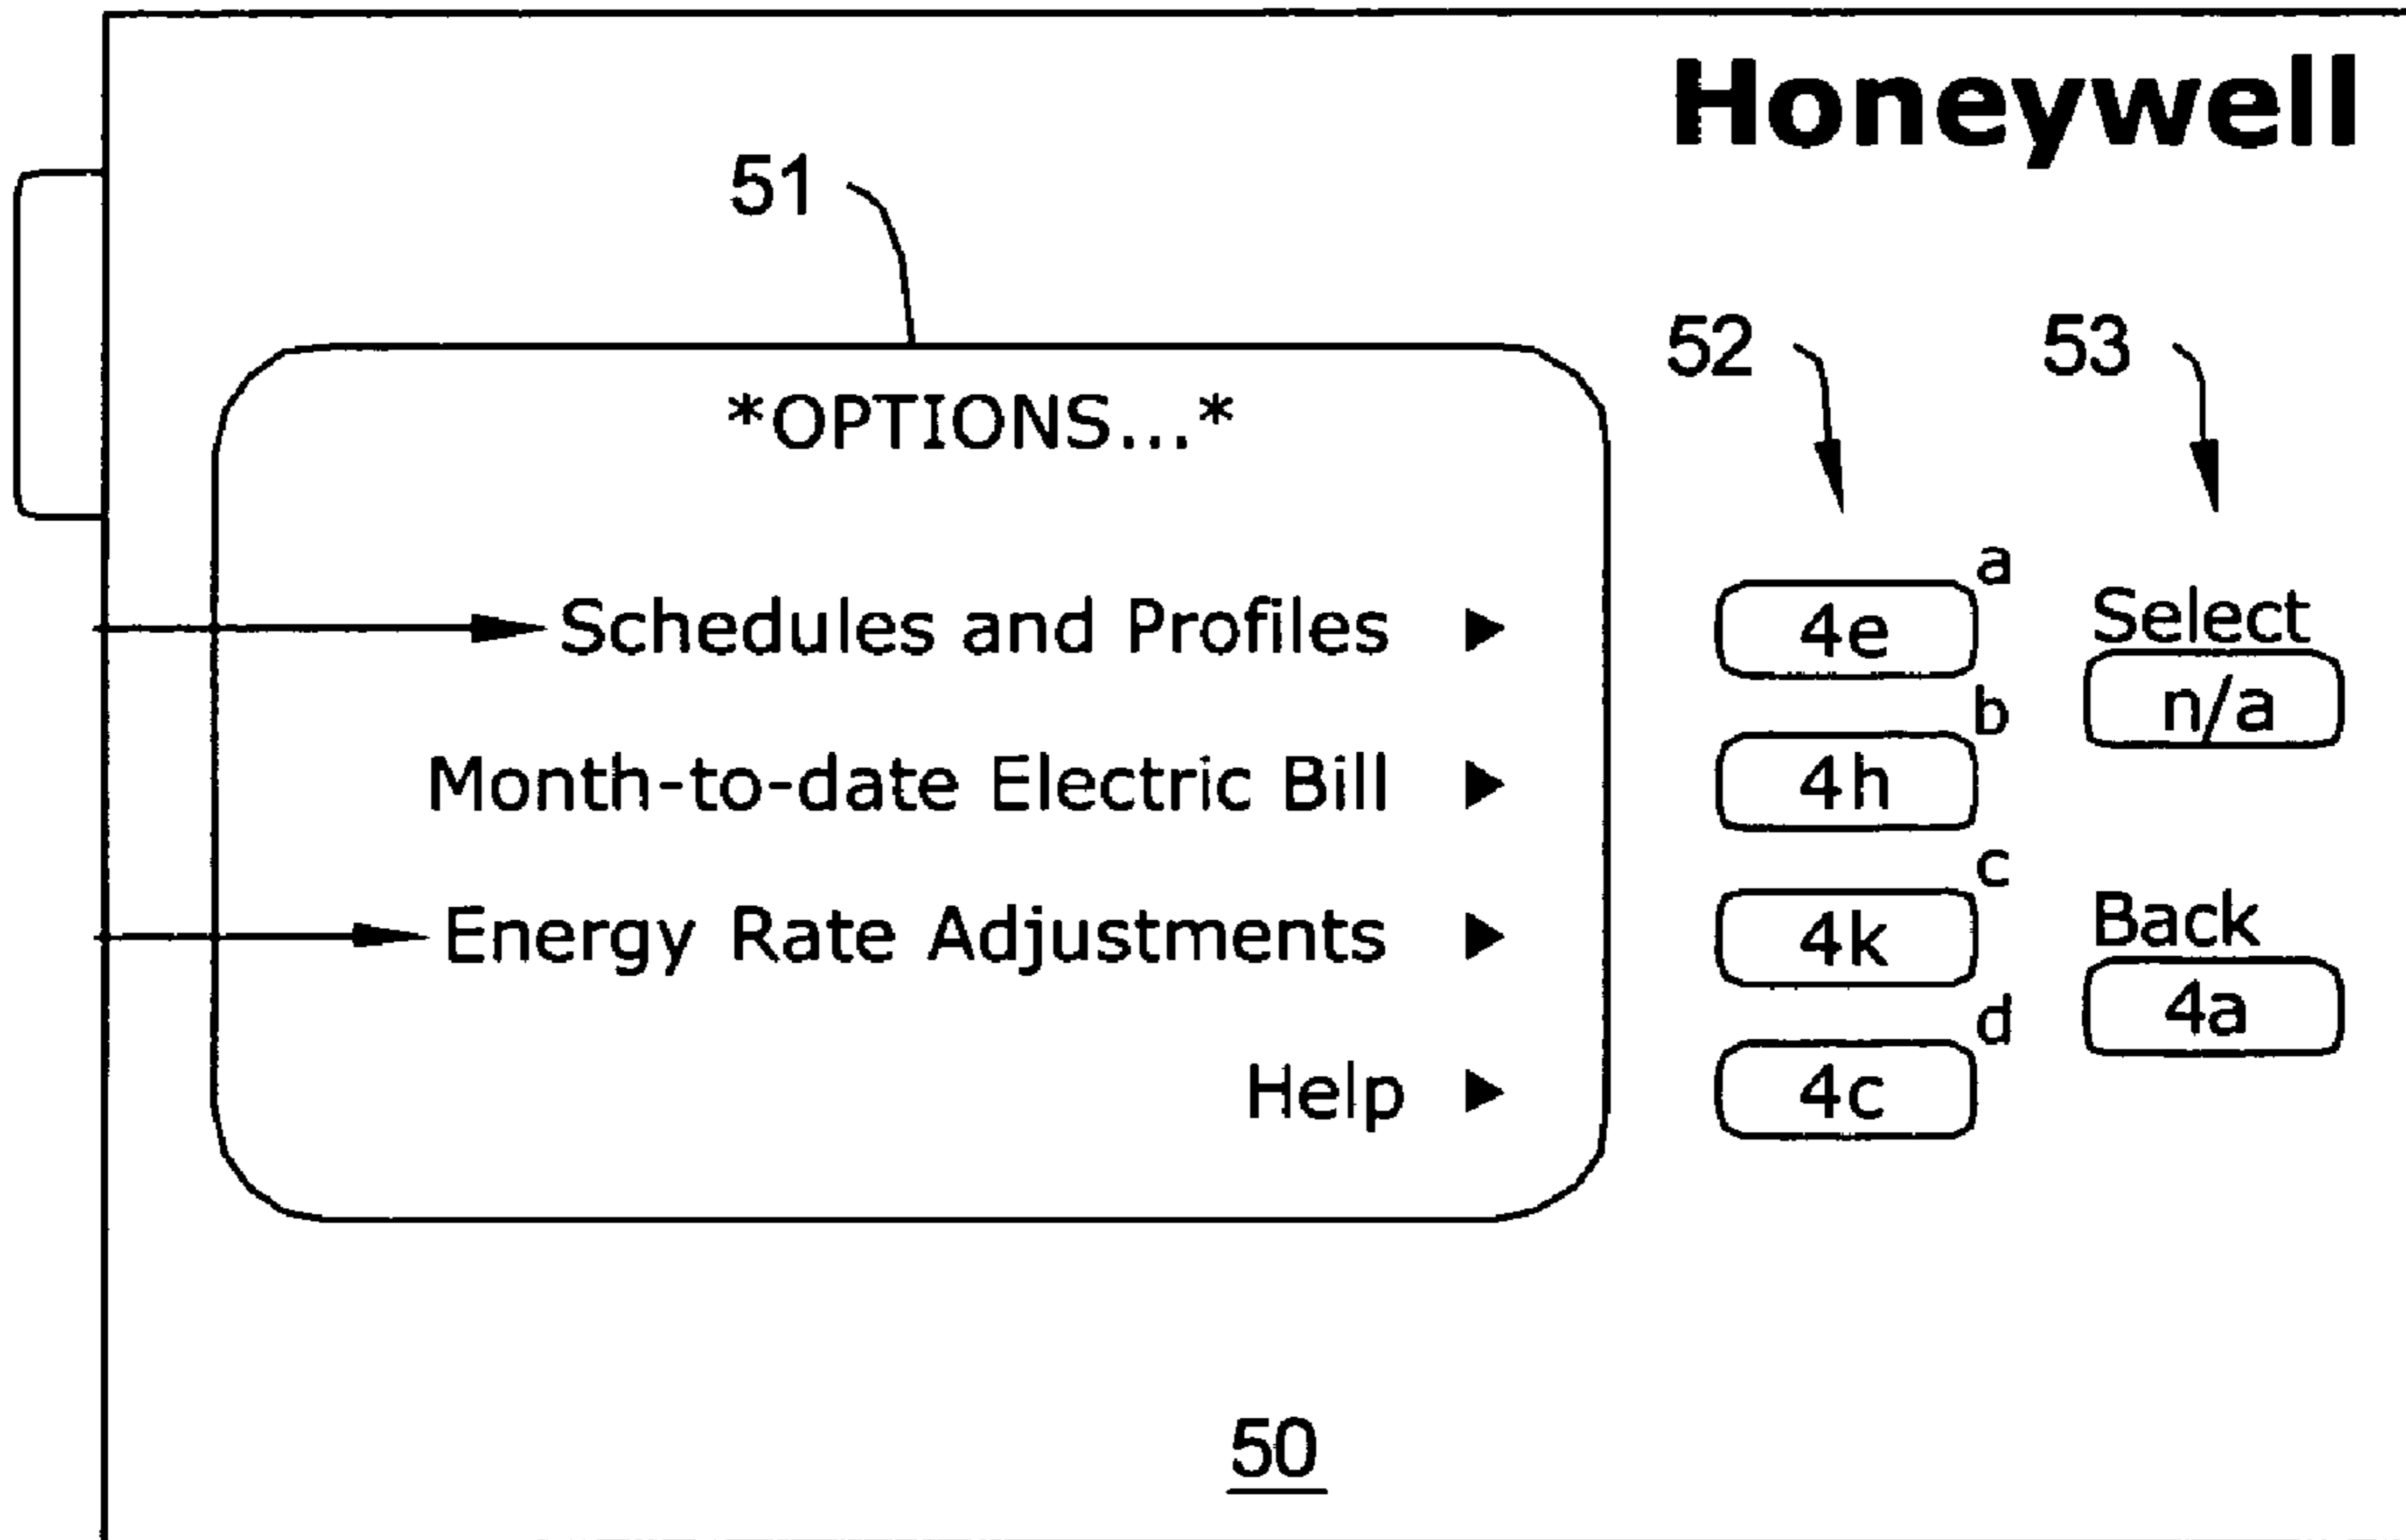 Honeywell
51
52 53
*OPTIONS...*
a
Schedules and Profiles ▶ 4e Select
b n/a
Month-to-date Electric Bill ▶ 4h
c
Energy Rate Adjustments ▶ 4k Back
d 4a
Help ▶ 4c
50